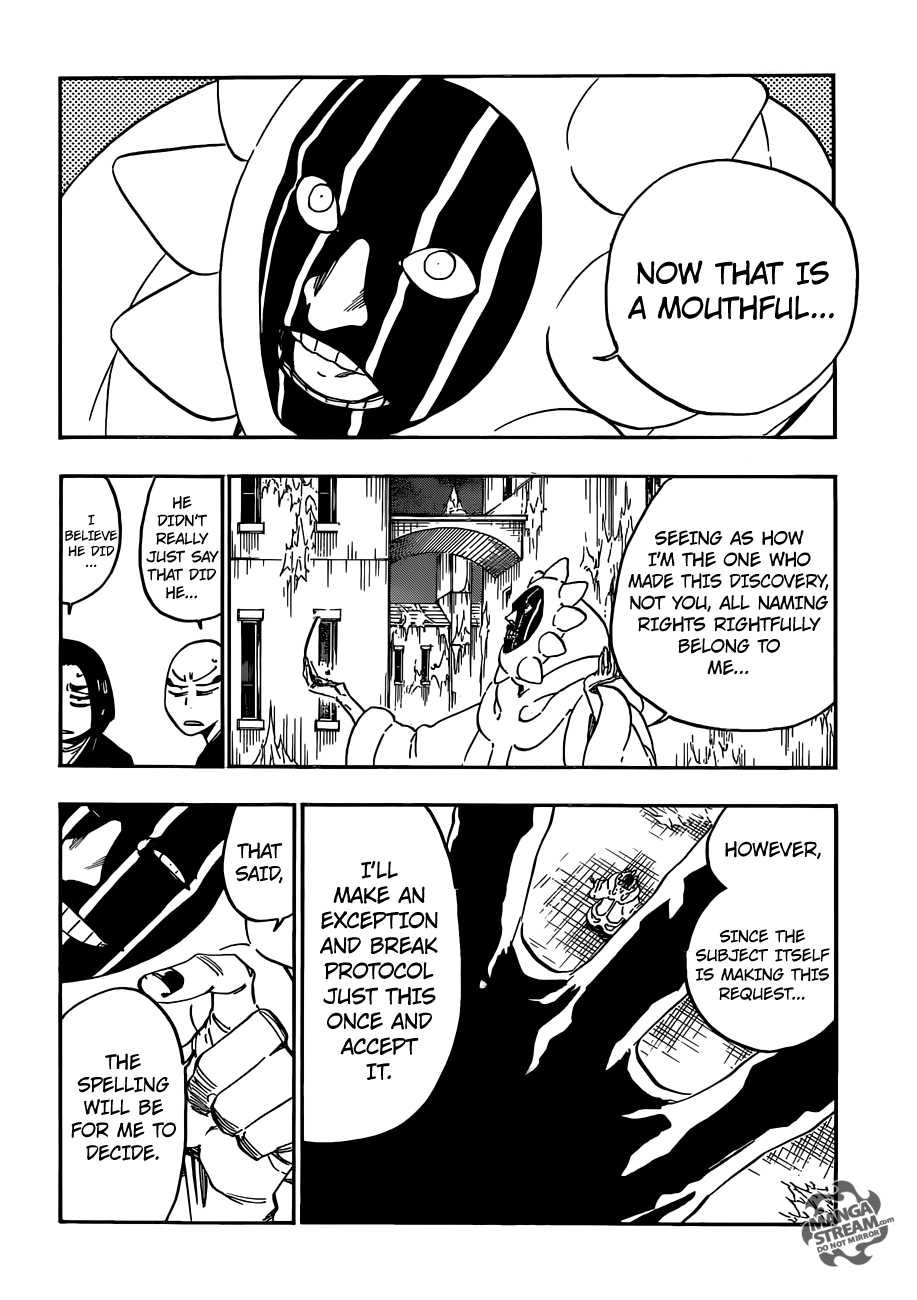 NOW THAT IS
A MOUTHFUL...
SEEING AS HOW
I'M THE ONE WHO
MADE THIS DISCOVERY,
NOT YOU, ALL NAMING
RIGHTS RIGHTFULLY
BELONG TO
ME...
HE
DIDN'T
REALLY
JUST SAY
THAT DID
HE...
I
BELIEVE
HE DID
...
HOWEVER,
SINCE THE
SUBJECT ITSELF
IS MAKING THIS
REQUEST...
I'LL
MAKE AN
EXCEPTION
AND BREAK
PROTOCOL
JUST THIS
ONCE AND
ACCEPT
IT.
THAT
SAID,
THE
SPELLING
WILL BE
FOR ME TO
DECIDE.
MANGA
STREAM.com
DO NOT MIRROR!